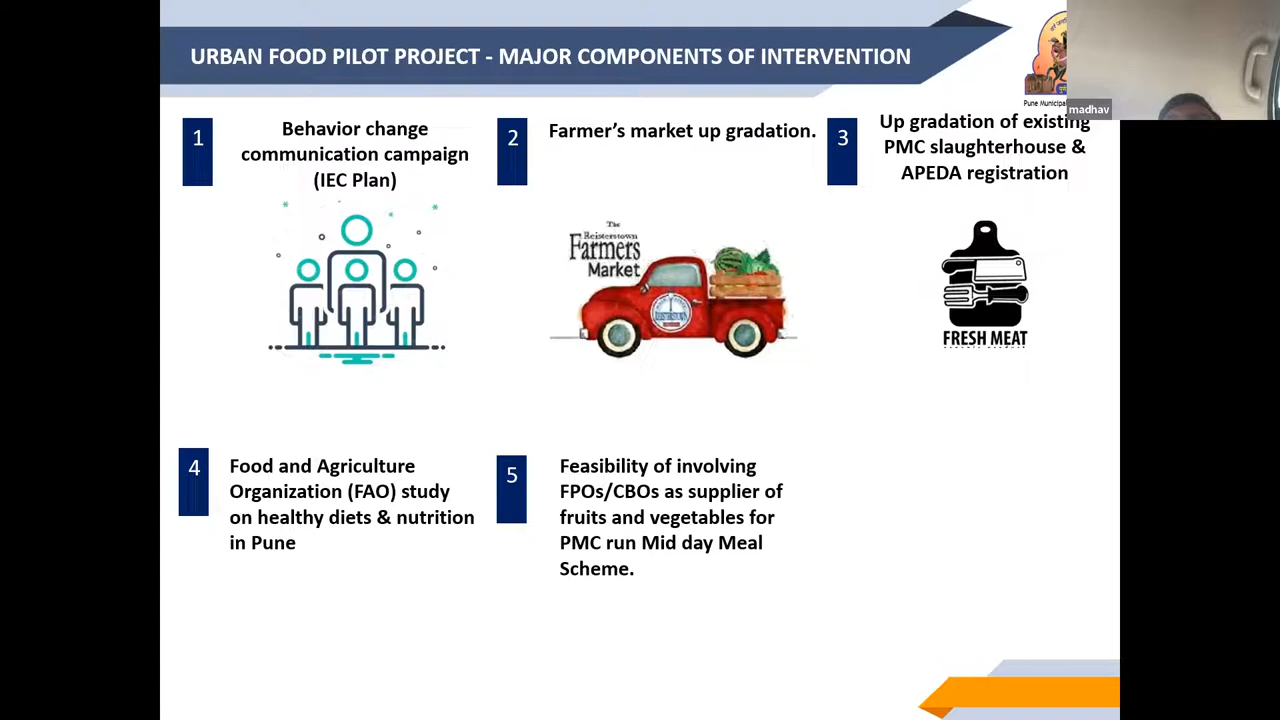 URBAN FOOD PILOT PROJECT - MAJOR COMPONENTS OF INTERVENTION
Pune Municipal
madhav
1
Behavior change
communication campaign
(IEC Plan)
2
Farmer's market up gradation.
The
Reisterstown
Farmers
Market
REISTERSTOWN
3
Up gradation of existing
PMC slaughterhouse &
APEDA registration
FRESH MEAT
4
Food and Agriculture
Organization (FAO) study
on healthy diets & nutrition
in Pune
5
Feasibility of involving
FPOs/CBOs as supplier of
fruits and vegetables for
PMC run Mid day Meal
Scheme.